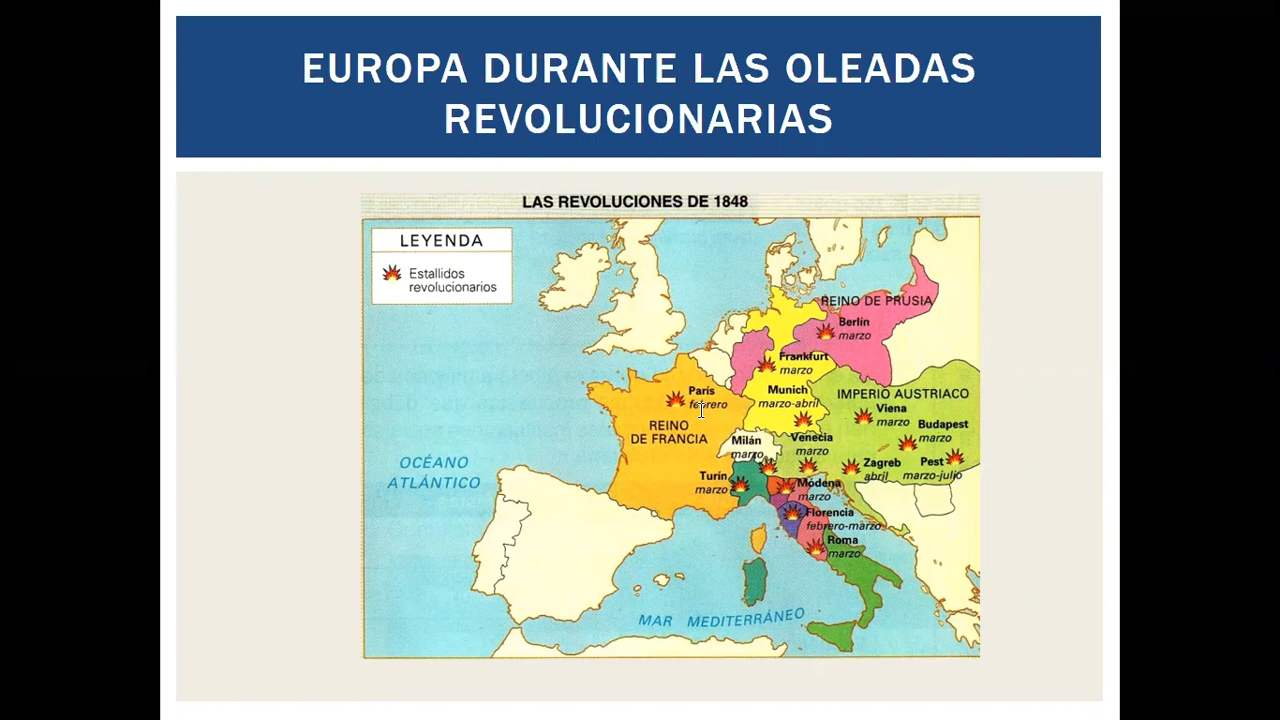 EUROPA DURANTE LAS OLEADAS
REVOLUCIONARIAS
LAS REVOLUCIONES DE 1848
LEYENDA
Estallidos
revolucionarios
REINO DE PRUSIA
Berlín
marzo
Frankfurt
marzo
Munich
marzo-abril
París
febrero
REINO
DE FRANCIA
IMPERIO AUSTRIACO
Viena
marzo
Budapest
marzo
Milán
marzo
Venecia
marzo
Zagreb
abril
Pest
marzo-julio
Turín
marzo
Módena
marzo
Florencia
febrero-marzo
Roma
marzo
OCÉANO
ATLÁNTICO
MAR MEDITERRÁNEO